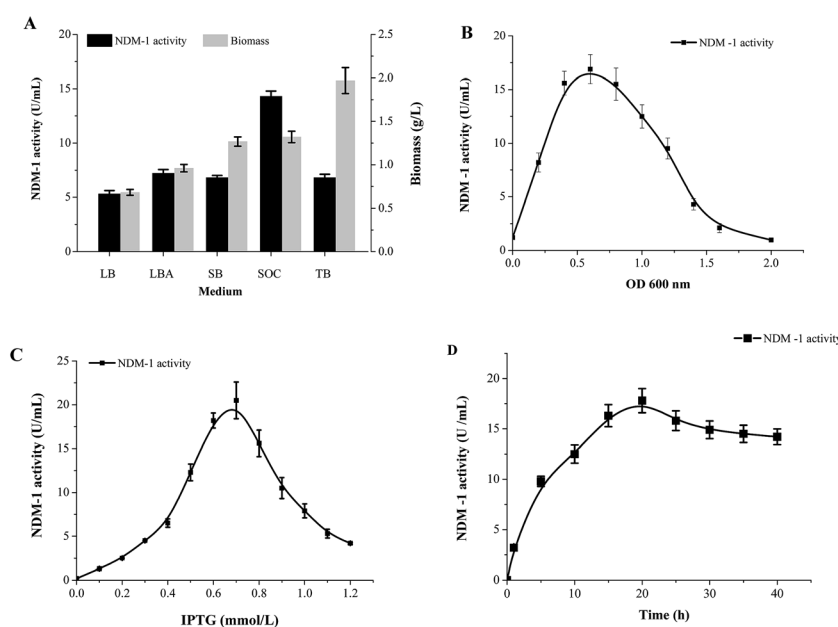 A
NDM-1 activity
Biomass
20
15
10
5
0
NDM-1 activity (U/mL)
2.5
2.0
1.5
1.0
0.5
0.0
Biomass (g/L)
LB LBA SB SOC TB
Medium
B
NDM -1 activity
20
15
10
5
0
NDM -1 activity (U/mL)
0.0 0.5 1.0 1.5 2.0
OD 600 nm
C
NDM-1 activity
25
20
15
10
5
0
NDM-1 activity (U/mL)
0.0 0.2 0.4 0.6 0.8 1.0 1.2
IPTG (mmol/L)
D
NDM -1 activity
25
20
15
10
5
0
NDM -1 activity (U /mL)
0 10 20 30 40
Time (h)